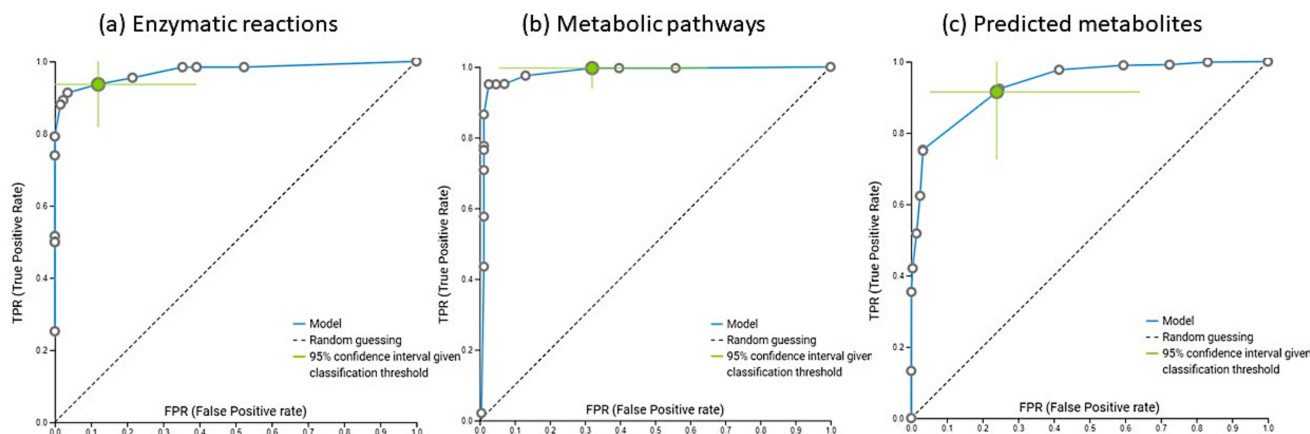 (a) Enzymatic reactions
TPR (True Positive Rate)
1.0
0.8
0.6
0.4
0.2
0.0
Model
Random guessing
95% confidence interval given
classification threshold
FPR (False Positive rate)
0.0 0.1 0.2 0.3 0.4 0.5 0.6 0.7 0.8 0.9 1.0
(b) Metabolic pathways
TPR (True Positive Rate)
1.0
0.8
0.6
0.4
0.2
0.0
Model
Random guessing
95% confidence interval given
classification threshold
FPR (False Positive rate)
0.0 0.1 0.2 0.3 0.4 0.5 0.6 0.7 0.8 0.9 1.0
(c) Predicted metabolites
TPR (True Positive Rate)
1.0
0.8
0.6
0.4
0.2
0.0
Model
Random guessing
95% confidence interval given
classification threshold
FPR (False Positive rate)
0.0 0.1 0.2 0.3 0.4 0.5 0.6 0.7 0.8 0.9 1.0